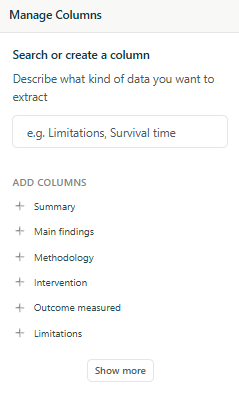 Manage Columns
Search or create a column
Describe what kind of data you want to
extract
e.g. Limitations, Survival time
ADD COLUMNS
+ Summary
+ Main findings
+ Methodology
+ Intervention
+ Outcome measured
+ Limitations
Show more